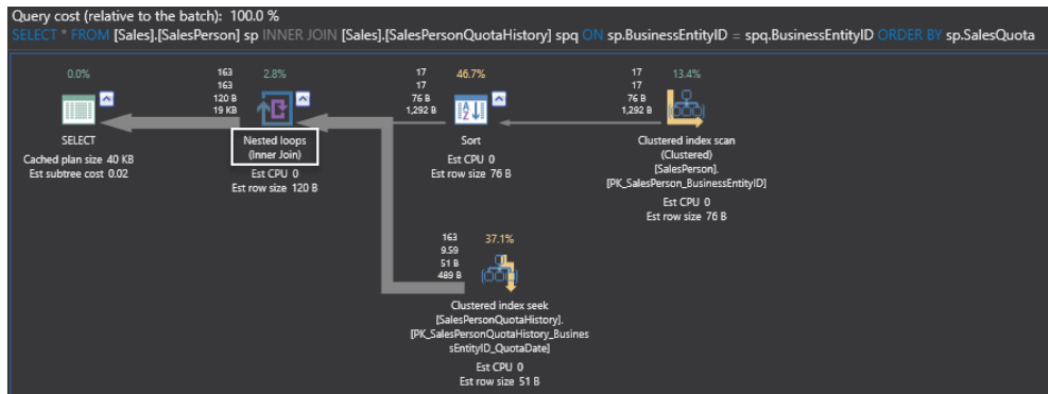 Query cost (relative to the batch): 100.0 %
SELECT * FROM [Sales].[SalesPerson] sp INNER JOIN [Sales].[SalesPersonQuotaHistory] spq ON sp.BusinessEntityID = spq.BusinessEntityID ORDER BY sp.SalesQuota
0.0%
SELECT
Cached plan size 40 KB
Est subtree cost 0.02
163
163
120 B
19 KB
2.8%
Nested loops
(Inner Join)
Est CPU 0
Est row size 120 B
17
17
76 B
1,292 B
46.7%
Sort
Est CPU 0
Est row size 76 B
17
17
76 B
1,292 B
13.4%
Clustered index scan
(Clustered)
[SalesPerson].
[PK_SalesPerson_BusinessEntityID]
Est CPU 0
Est row size 76 B
163
9.59
51 B
489 B
37.1%
Clustered index seek
[SalesPersonQuotaHistory].
[PK_SalesPersonQuotaHistory_Busines
sEntityID_QuotaDate]
Est CPU 0
Est row size 51 B